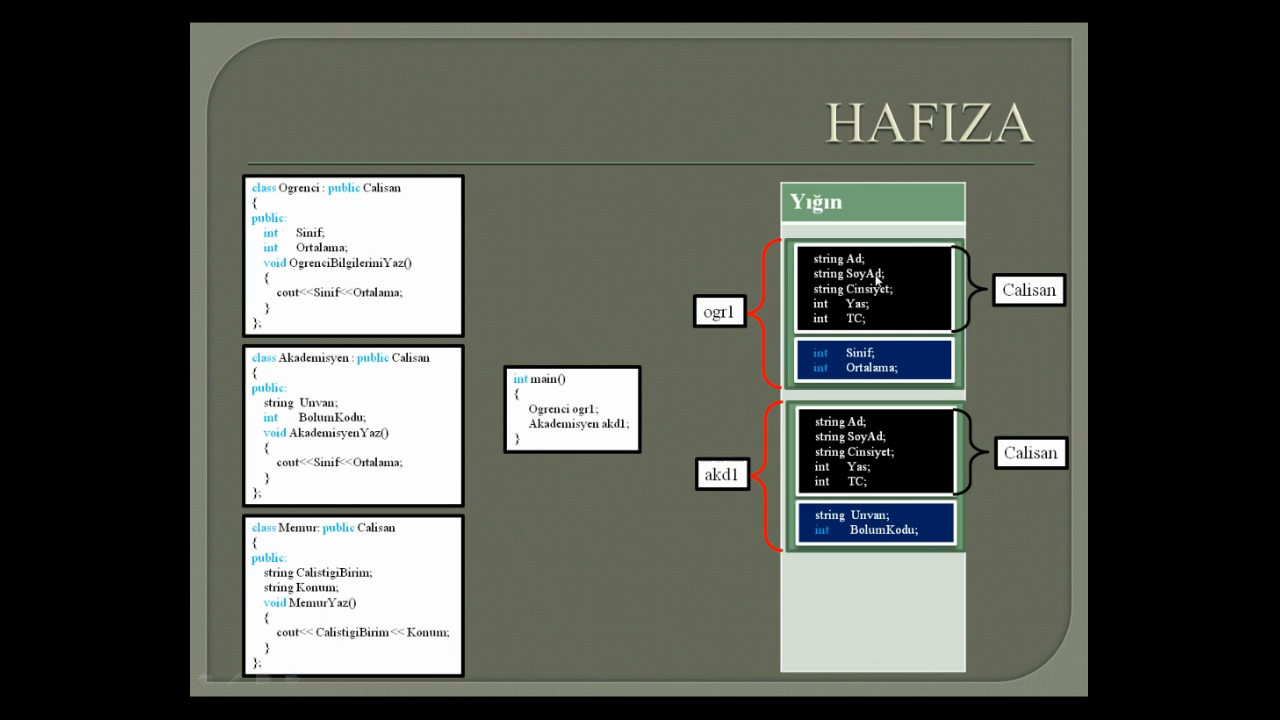 HAFIZA
class Ogrenci : public Calisan
{
public:
int Sinif;
int Ortalama;
void OgrenciBilgileriniYaz()
{
cout<<Sinif<<Ortalama;
}
};
class Akademisyen : public Calisan
{
public:
string Unvan;
int BolumKodu;
void AkademisyenYaz()
{
cout<<Sinif<<Ortalama;
}
};
class Memur: public Calisan
{
public:
string CalistigiBirim;
string Konum;
void MemurYaz()
{
cout<< CalistigiBirim << Konum;
}
};
int main()
{
Ogrenci ogr1;
Akademisyen akd1;
}
Yığın
ogr1
string Ad;
string SoyAd;
string Cinsiyet;
int Yas;
int TC;
Calisan
int Sinif;
int Ortalama;
akd1
string Ad;
string SoyAd;
string Cinsiyet;
int Yas;
int TC;
Calisan
string Unvan;
int BolumKodu;